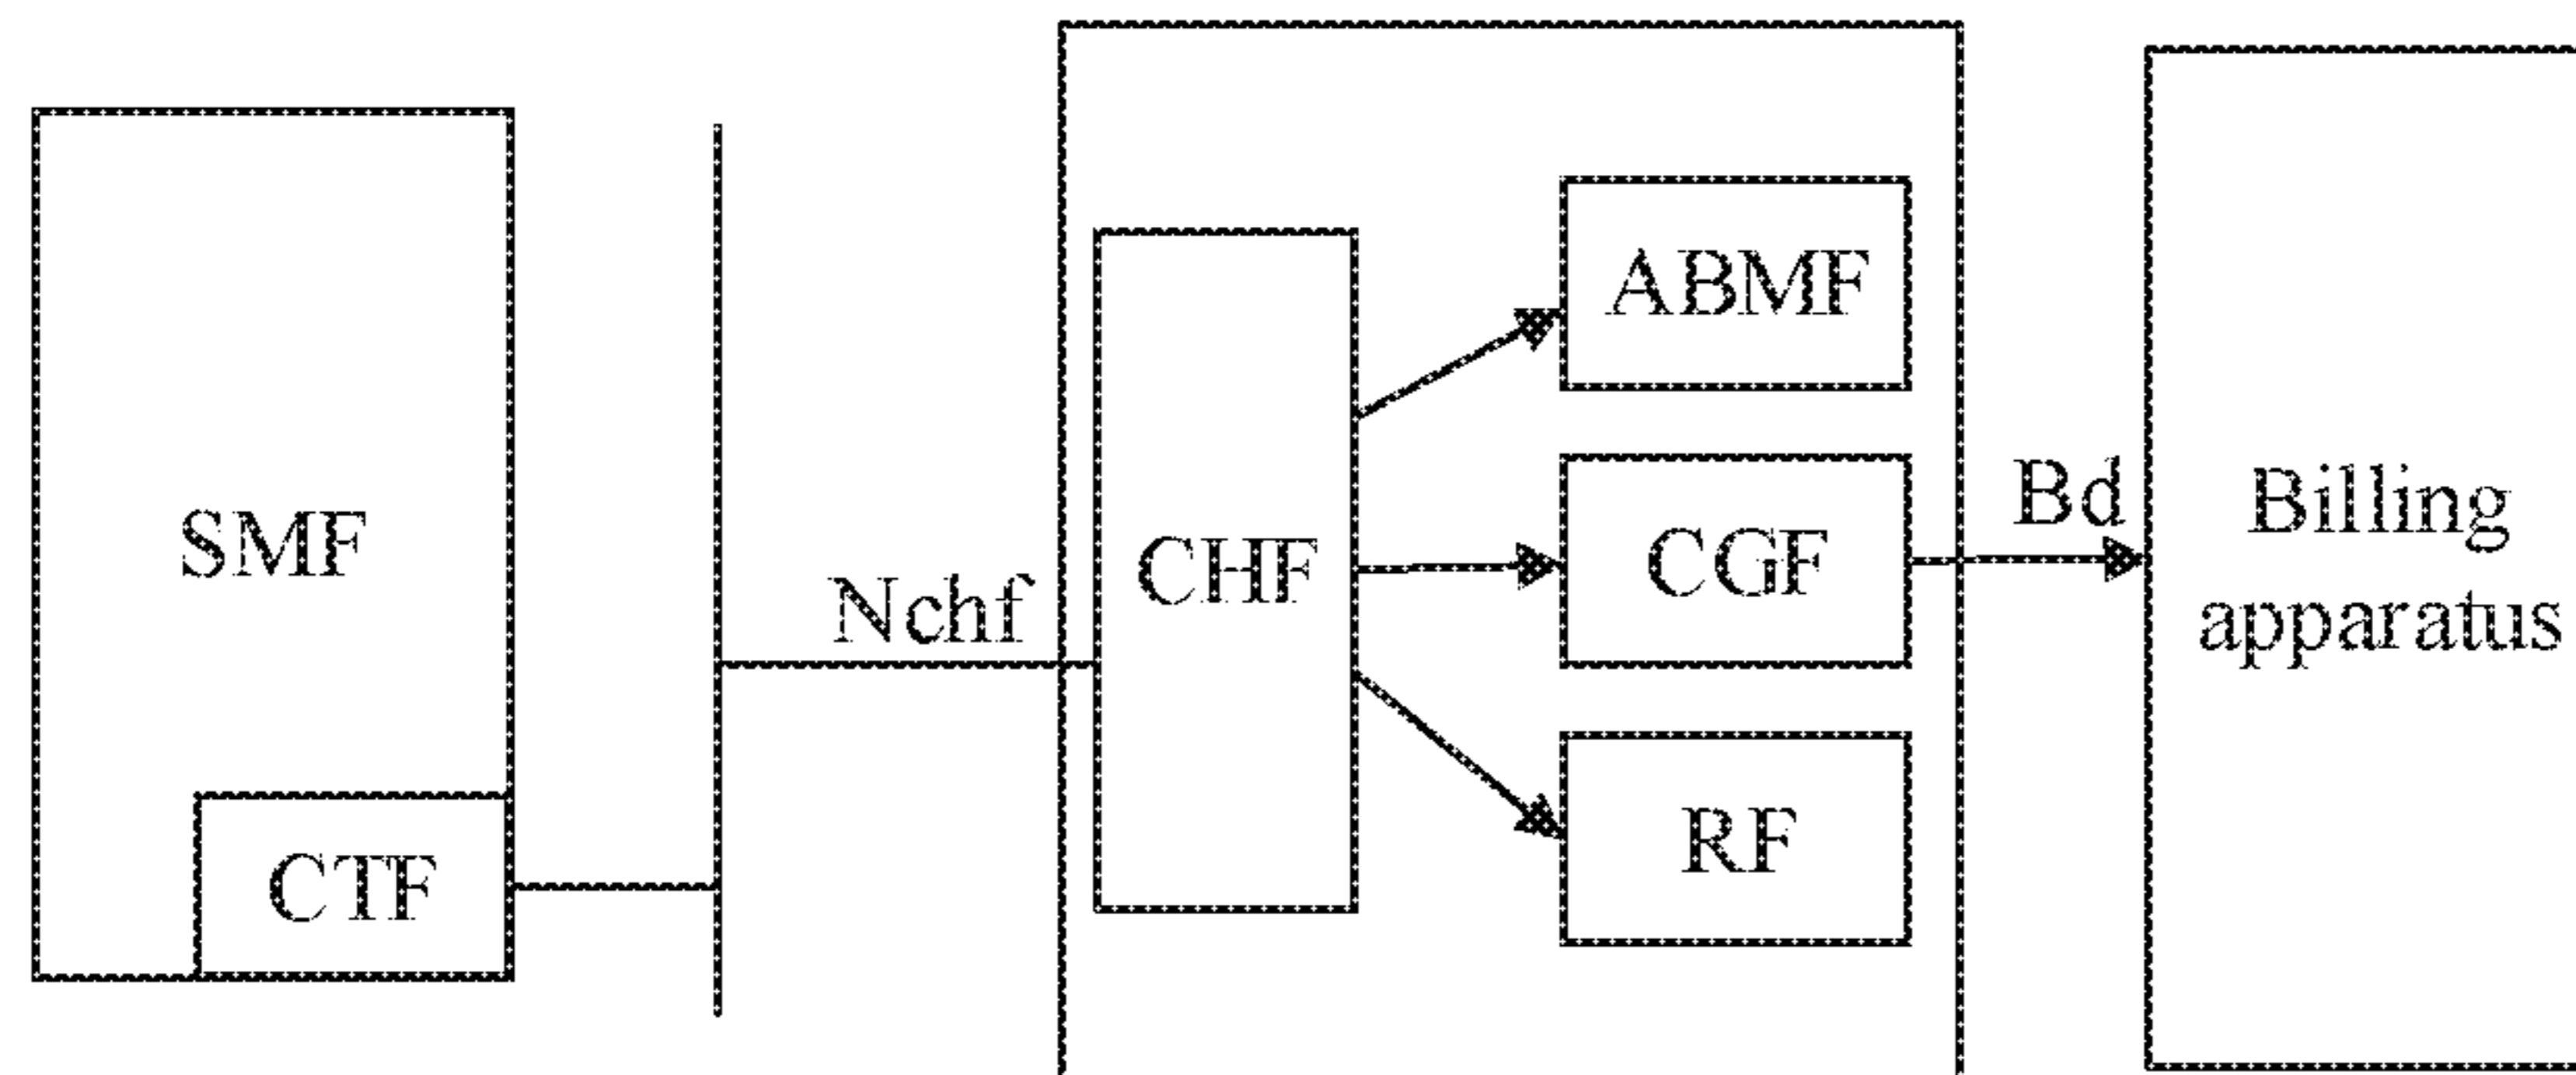 SMF
CTF
Nchf
CHF
ABMF
CGF
RF
Bd
Billing
apparatus